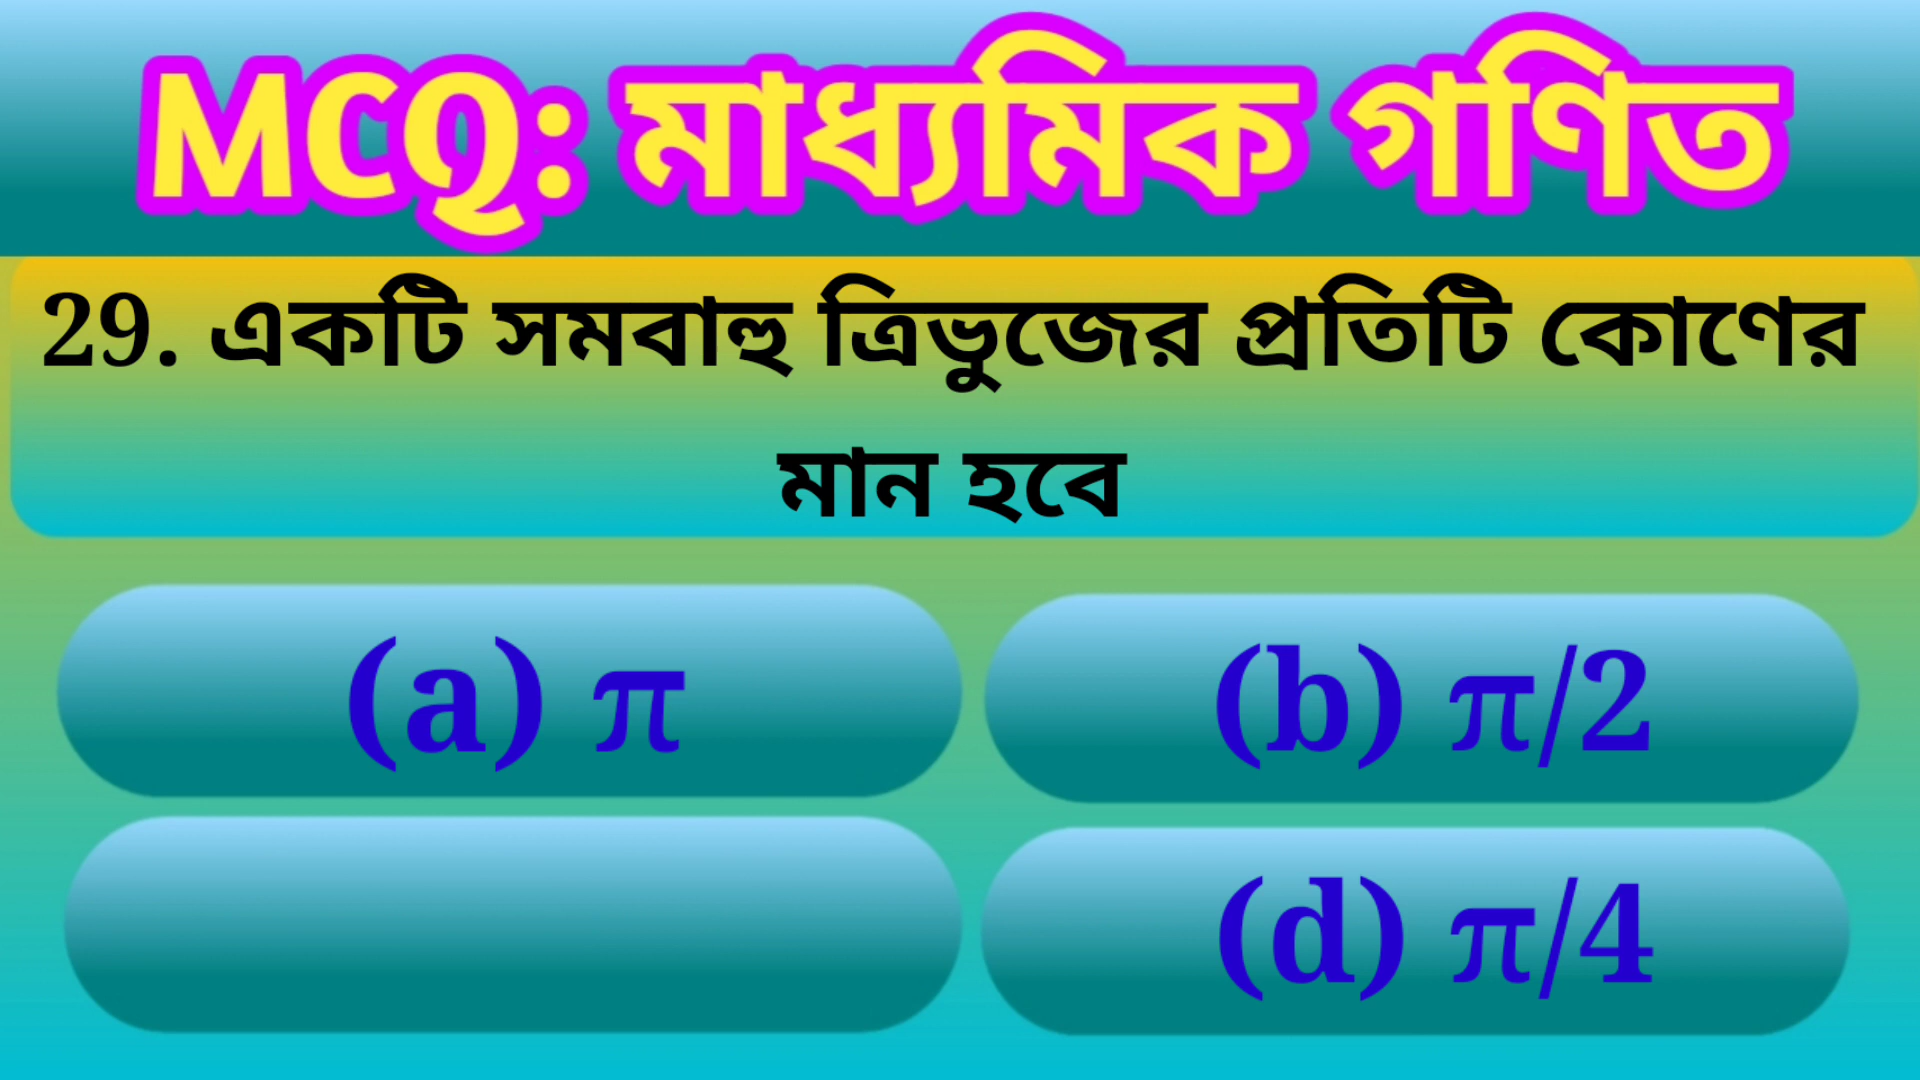 MCQ: মাধ্যমিক গণিত
29. একটি সমবাহু ত্রিভুজের প্রতিটি কোণের
মান হবে
(a) π
(b) π/2
(d) π/4